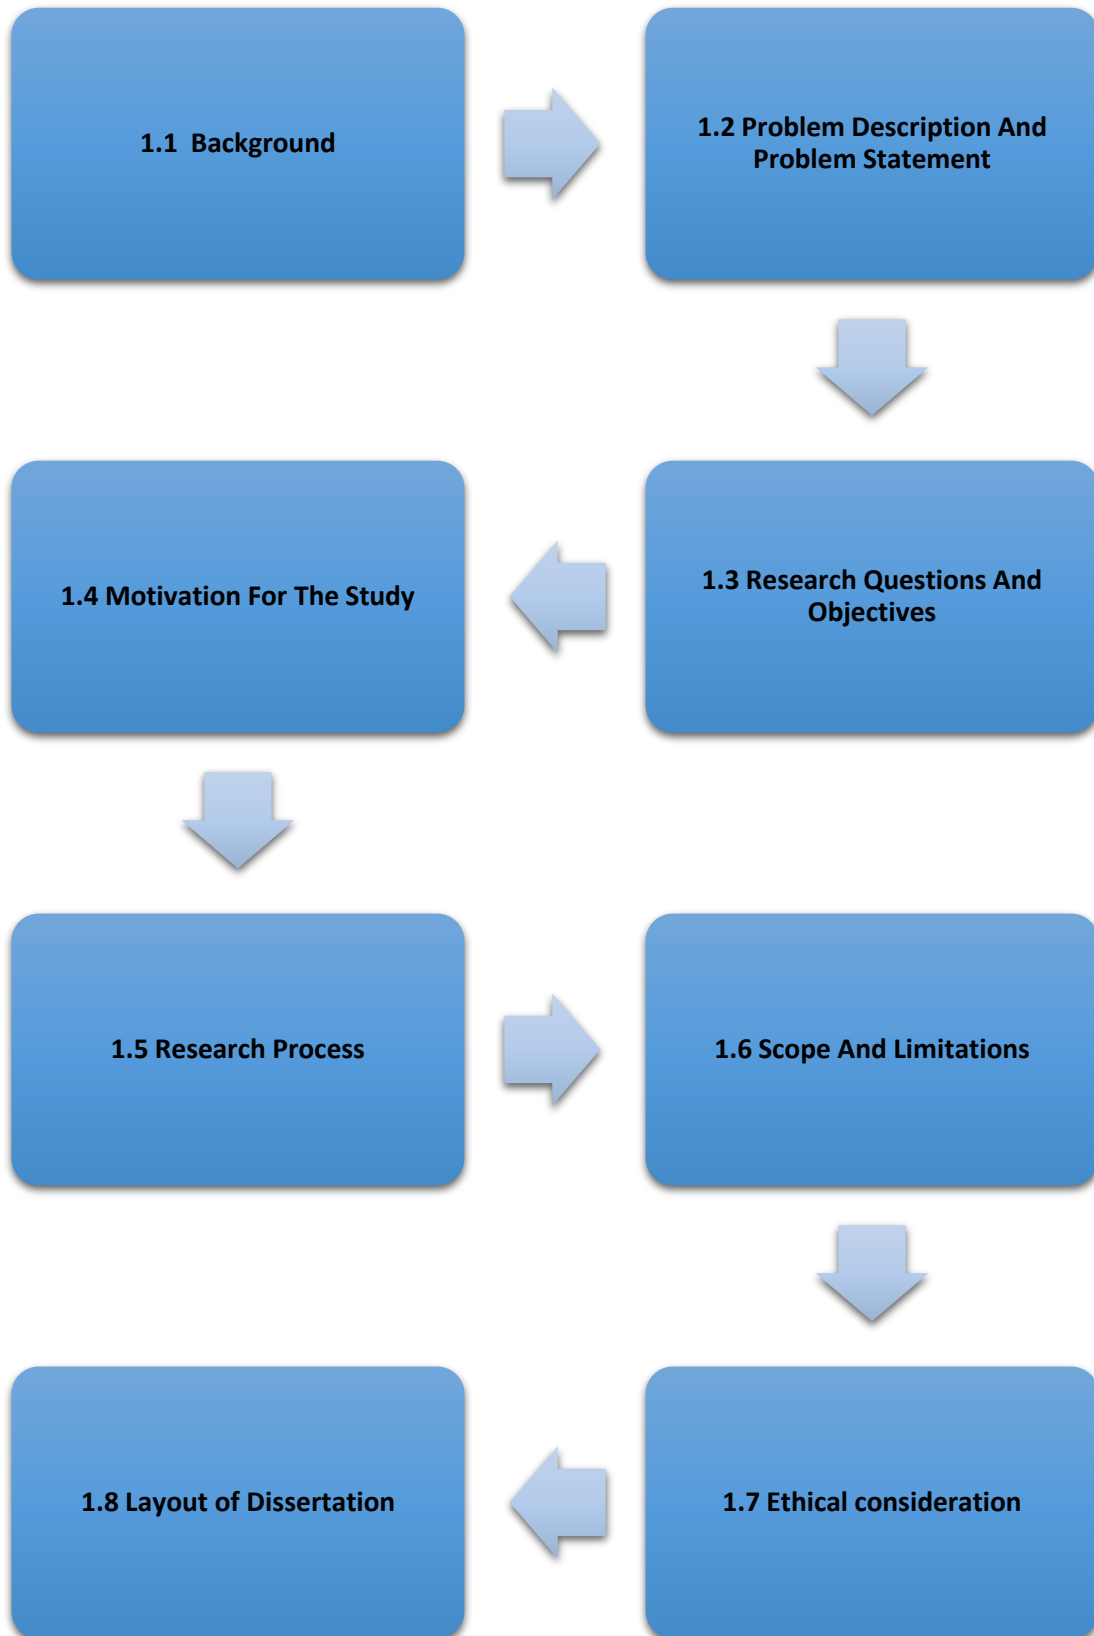 1.1  Background
1.2 Problem Description And
Problem Statement
1.3 Research Questions And
Objectives
1.4 Motivation For The Study
1.5 Research Process
1.6 Scope And Limitations
1.7 Ethical consideration
1.8 Layout of Dissertation